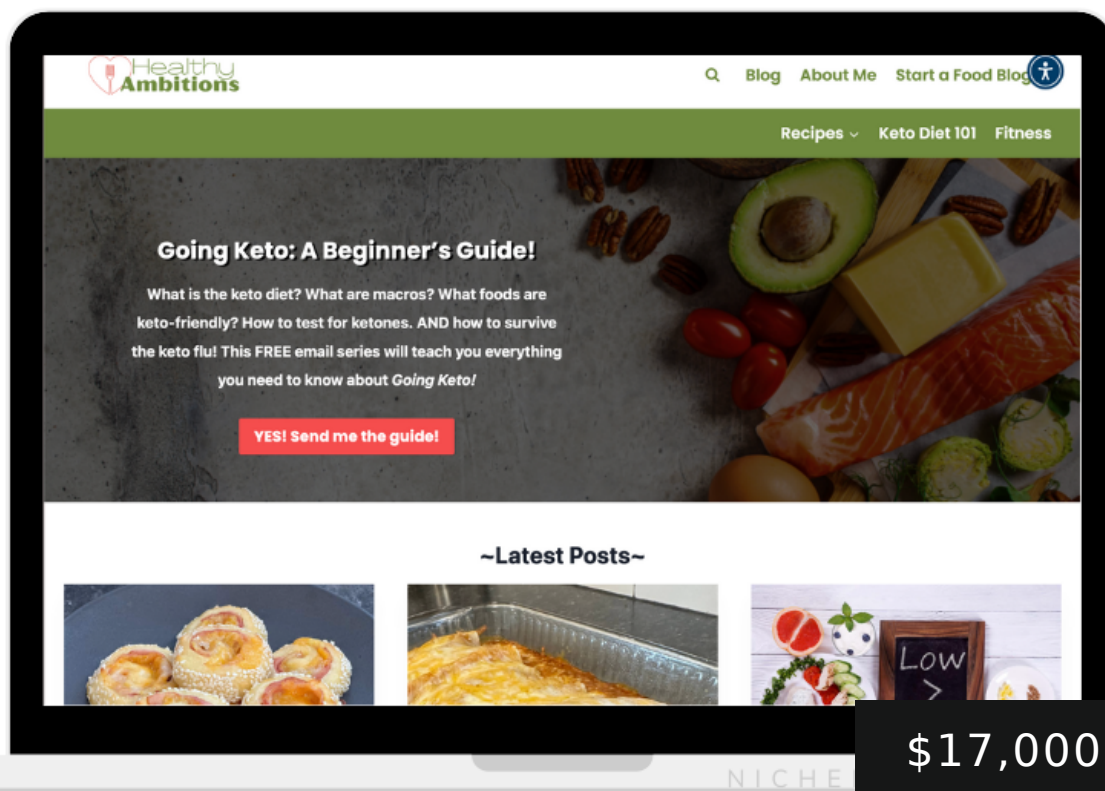 Healthy
Ambitions
Blog About Me Start a Food Blog
Recipes Keto Diet 101 Fitness
Going Keto: A Beginner's Guide!
What is the keto diet? What are macros? What foods are
keto-friendly? How to test for ketones. AND how to survive
the keto flu! This FREE email series will teach you everything
you need to know about Going Keto!
YES! Send me the guide!
~Latest Posts~
LOW
>
$17,000